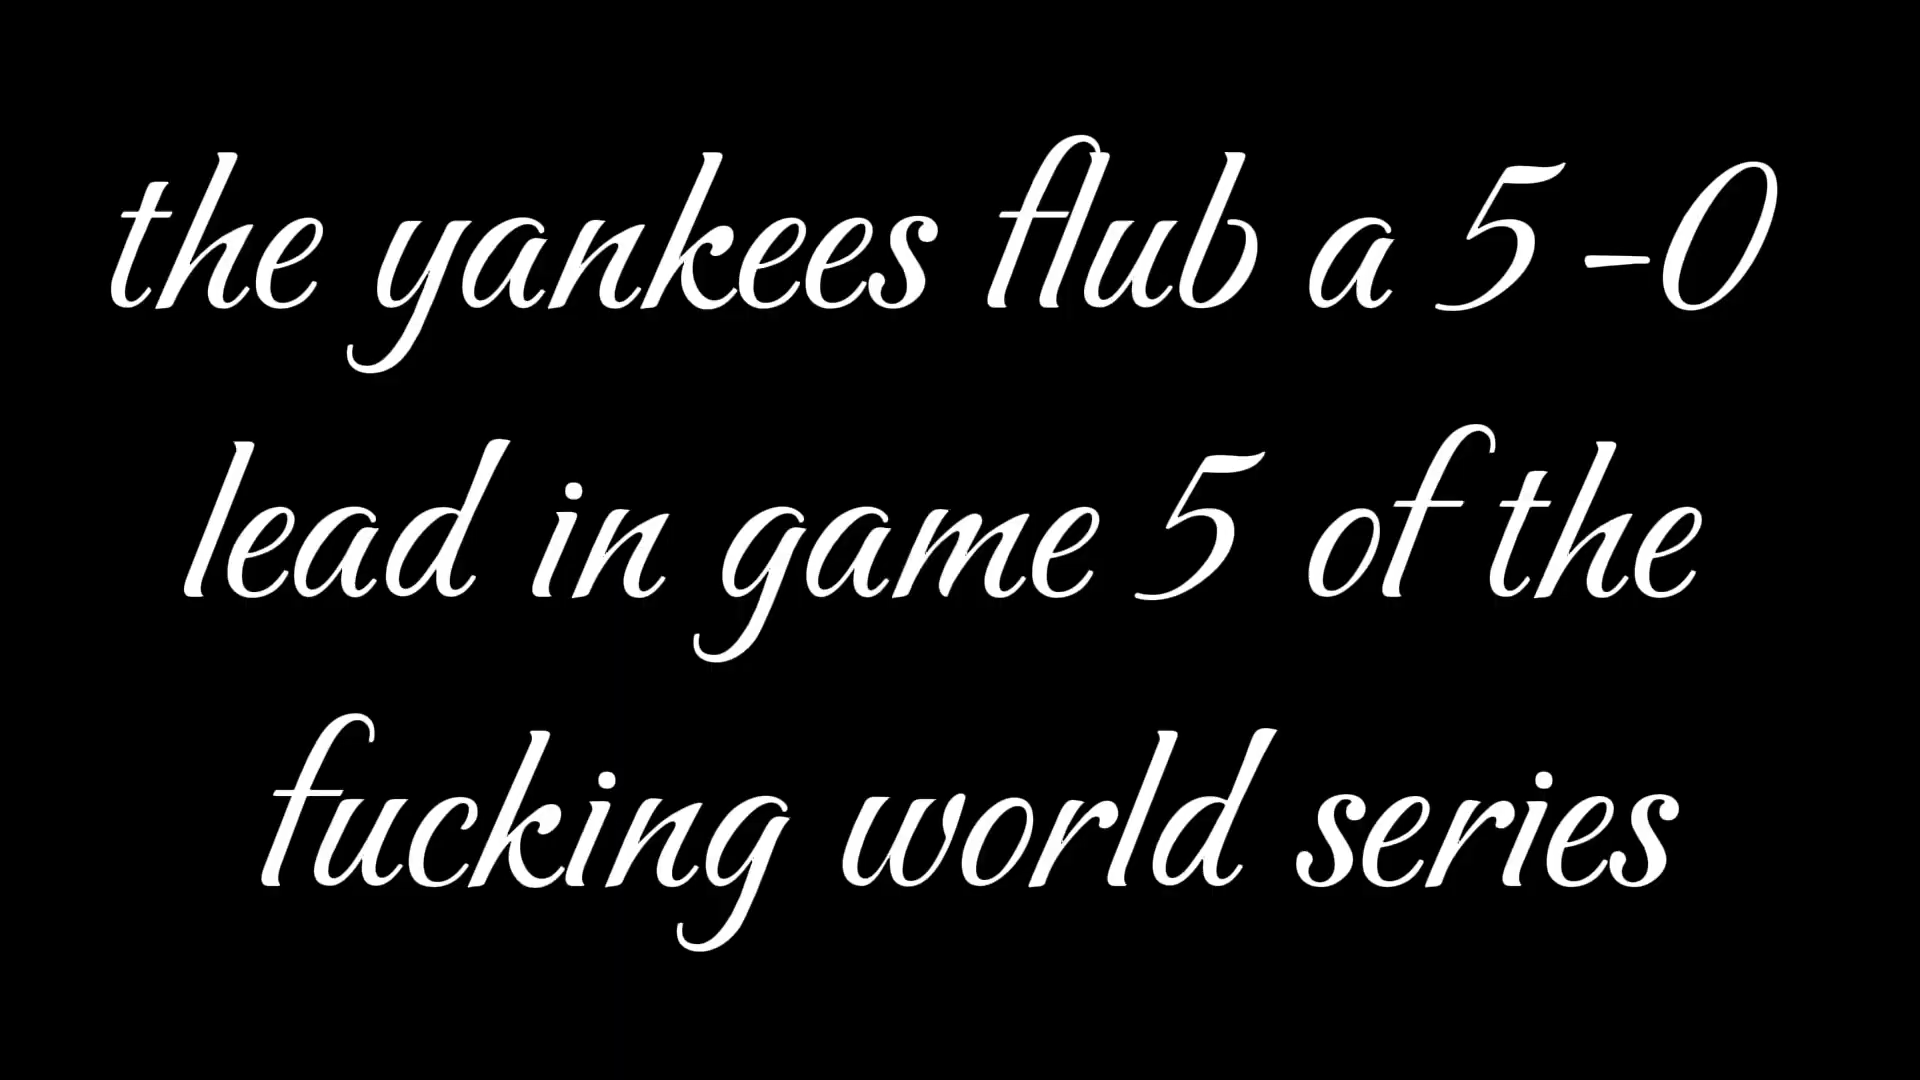 the yankees flub a 5-0
lead in game 5 of the
fucking world series